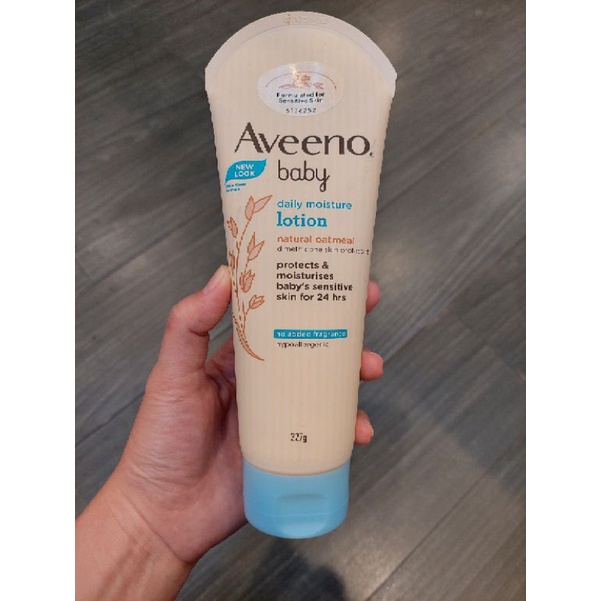 Formulated for
Sensitive Skin
Aveeno®
baby
NEW
LOOK
daily moisture
lotion
natural oatmeal
dimethicone skin protectant
protects &
moisturises
baby's sensitive
skin for 24 hrs
no added fragrance
hypoallergenic
227g